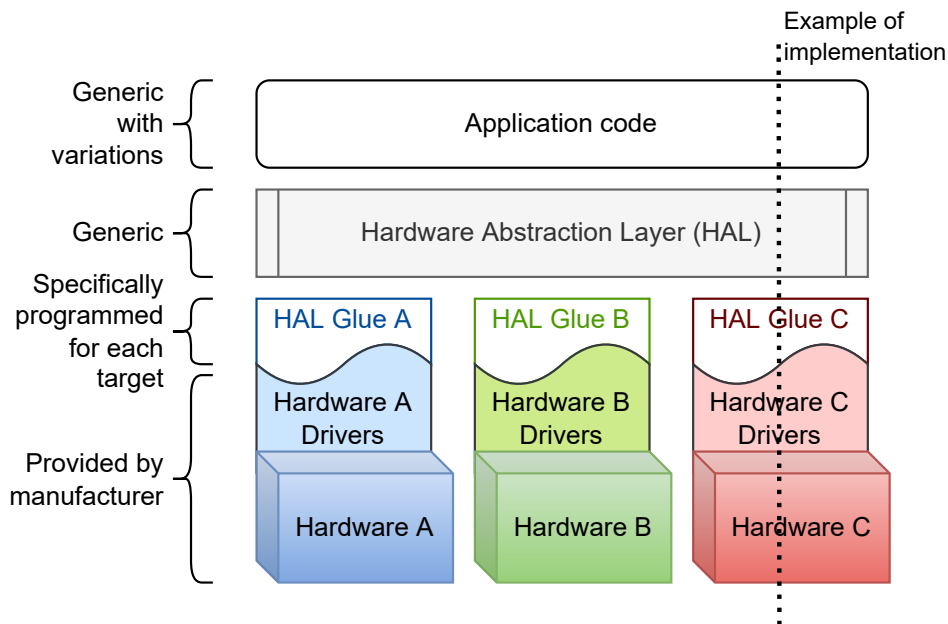 Example of
implementation
Generic
with
variations
Application code
Generic
Hardware Abstraction Layer (HAL)
Specifically
programmed
for each
target
HAL Glue A
HAL Glue B
HAL Glue C
Hardware A
Drivers
Hardware B
Drivers
Hardware C
Drivers
Provided by
manufacturer
Hardware A
Hardware B
Hardware C